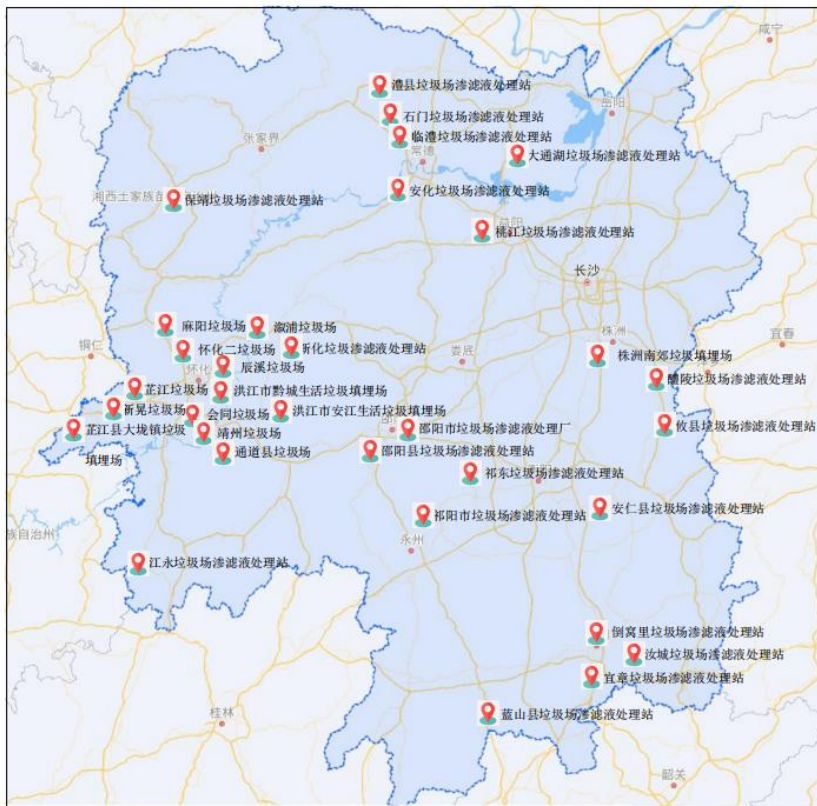 咸宁
澧县垃圾场渗滤液处理站
岳阳
石门垃圾场渗滤液处理站
临澧垃圾场渗滤液处理站
张家界
常德
大通湖垃圾场渗滤液处理站
湘西土家族苗
保靖垃圾场渗滤液处理站
安化垃圾场渗滤液处理站
益阳
桃江垃圾场渗滤液处理站
长沙
麻阳垃圾场
溆浦垃圾场
株洲
宜春
铜仁
怀化二垃圾场
新化垃圾渗滤液处理站
娄底
株洲南郊垃圾填埋场
辰溪垃圾场
怀化
醴陵垃圾场渗滤液处理站
芷江垃圾场
洪江市黔城生活垃圾填埋场
新晃垃圾场
会同垃圾场
洪江市安江生活垃圾填埋场
攸县垃圾场渗滤液处理站
芷江县大垅镇垃圾
填埋场
靖州垃圾场
邵阳市垃圾渗滤液处理厂
通道县垃圾场
邵阳县垃圾场渗滤液处理站
祁东垃圾场渗滤液处理站
安仁县垃圾场渗滤液处理站
祁阳市垃圾场渗滤液处理站
族自治州
永州
江永垃圾场渗滤液处理站
倒窝里垃圾场渗滤液处理站
汝城垃圾场渗滤液处理站
宜章垃圾场渗滤液处理站
桂林
蓝山县垃圾场渗滤液处理站
韶关